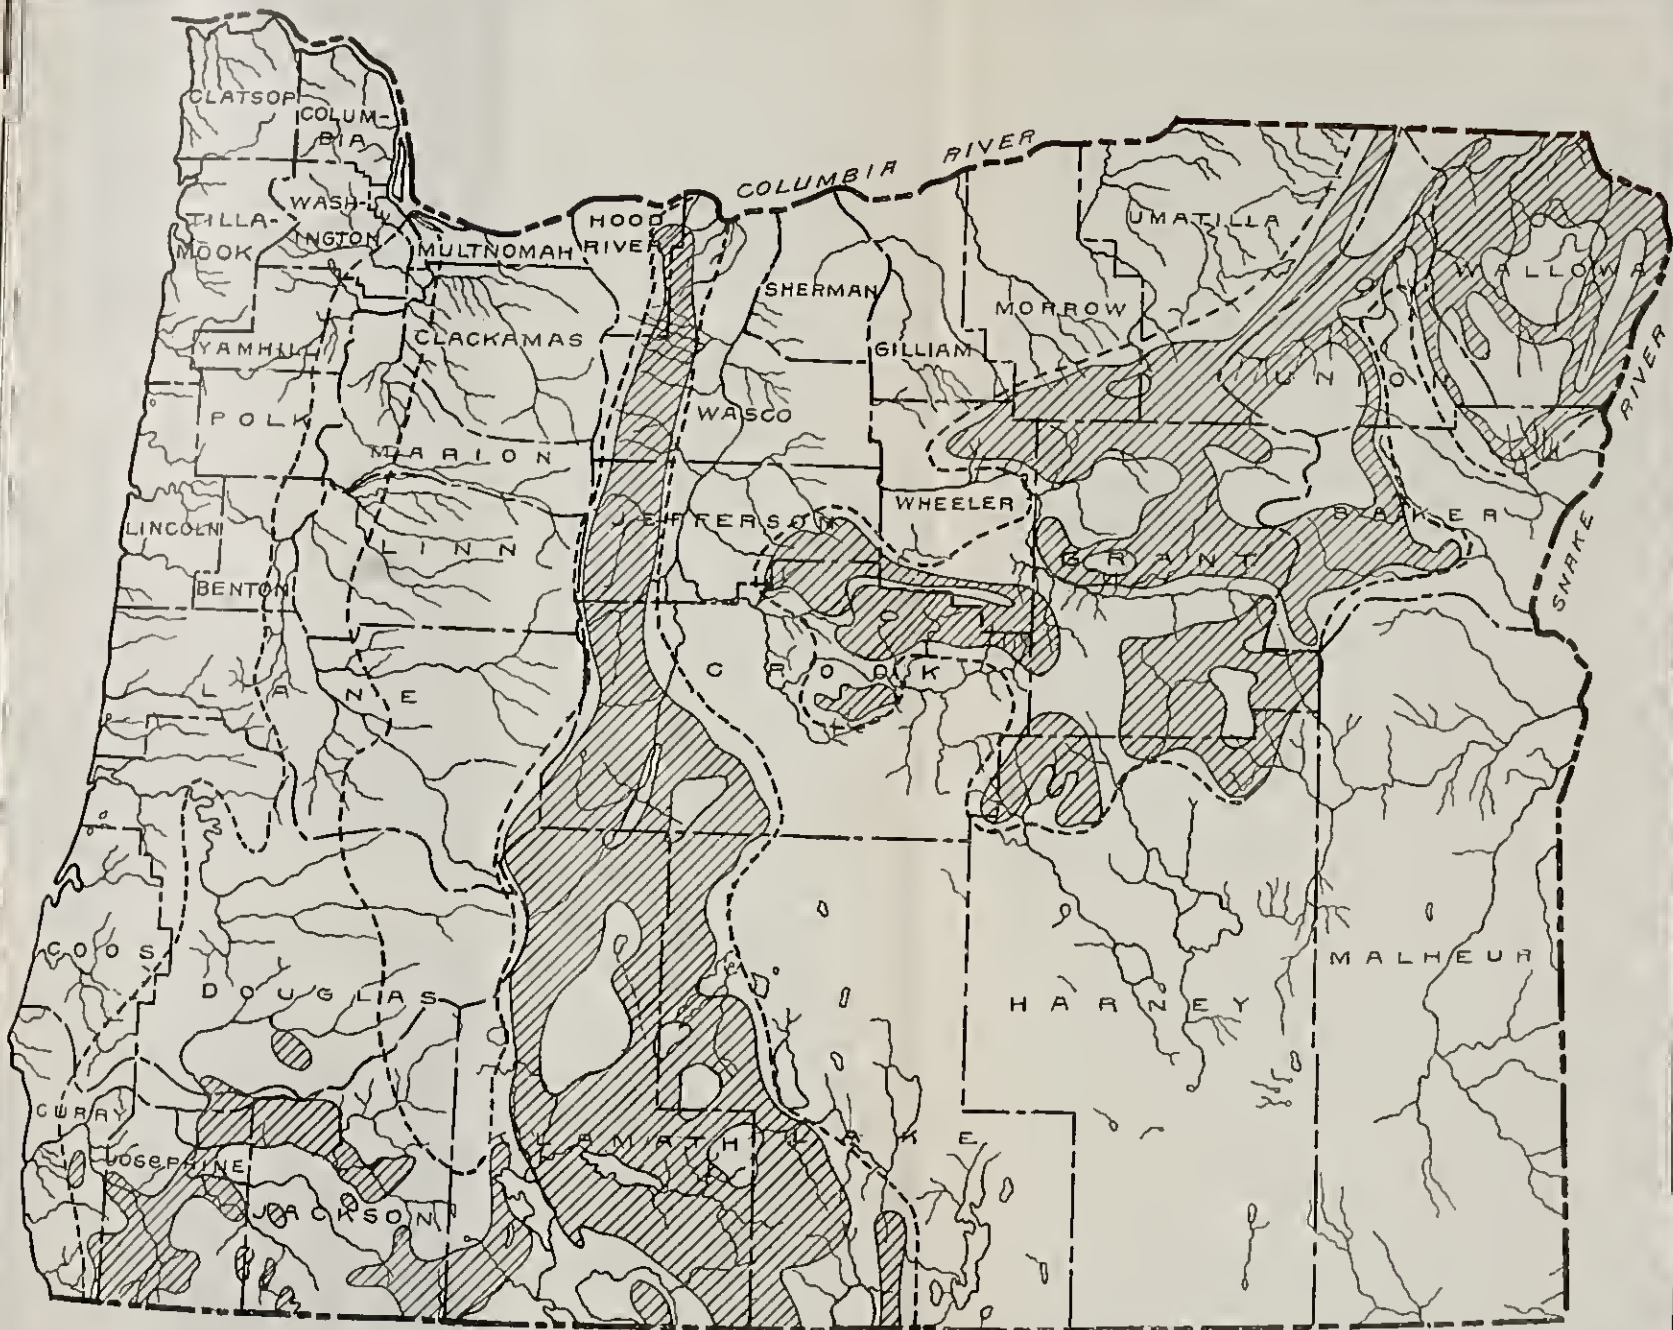 CLATSOP
COLUM-
BIA
WASH-
INGTON
TILLA-
MOOK
MULTNOMAH
HOOD
RIVER
COLUMBIA RIVER
SHERMAN
UMATILLA
WALLOWA
MORROW
GILLIAM
YAMHILL
CLACKAMAS
UNION
POLK
MARION
WASCO
LINCOLN
LINN
JEFFERSON
WHEELER
BAKER
SNAKE RIVER
BENTON
GRANT
LANE
CROOK
COOS
DOUGLAS
HARNEY
MALHEUR
CURRY
JOSEPHINE
JACKSON
KLAMATH
LAKE